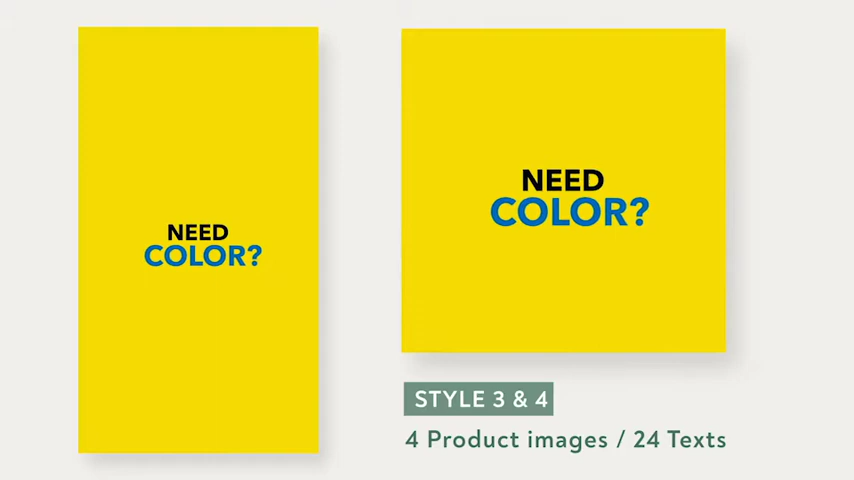 NEED
COLOR?
NEED
COLOR?
STYLE 3 & 4
4 Product images / 24 Texts